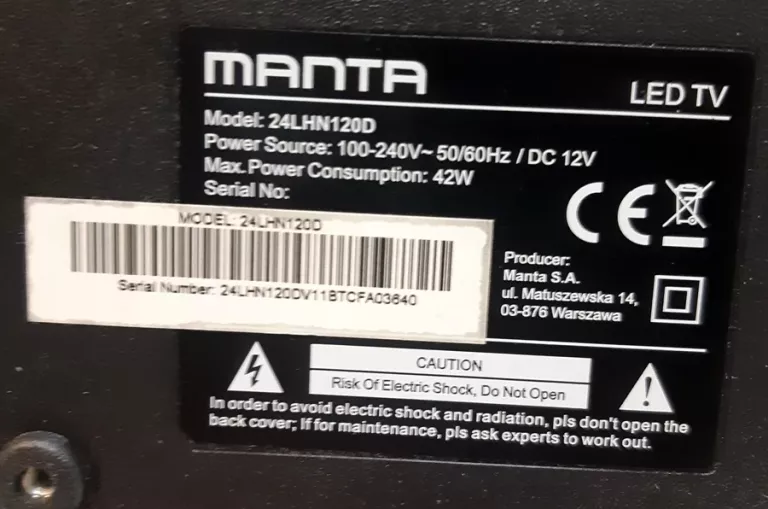 MANTA
LED TV
Model: 24LHN120D
Power Source: 100-240V~ 50/60Hz / DC 12V
Max. Power Consumption: 42W
Serial No:
MODEL: 24LHN120D
Serial Number: 24LHN120DV11BTCFA03640
CE
Producer:
Manta S.A.
ul. Matuszewska 14,
03-876 Warszawa
CAUTION
Risk Of Electric Shock, Do Not Open
In order to avoid electric shock and radiation, pls don't open the
back cover; If for maintenance, pls ask experts to work out.